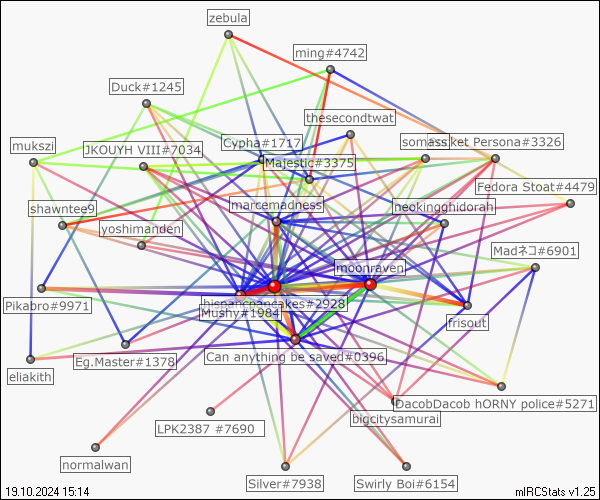 zebula
ming#4742
Duck#1245
thesecondtwat
mukszi
Cypha#1717
somass
ket Persona#3326
JKOUYH VIII#7034
Majestic#3375
Fedora Stoat#4479
shawntee9
marcemadness
neokingghidorah
yoshimanden
Madネコ#6901
moonraven
Pikabro#9971
hispanicpancakes#2928
Mushy#1984
frisout
eliakith
Eg.Master#1378
Can anything be saved#0396
DacobDacob hORNY police#5271
bigcitysamurai
LPK2387 #7690
normalwan
Silver#7938
Swirly Boi#6154
19.10.2024 15:14
mIRCStats v1.25